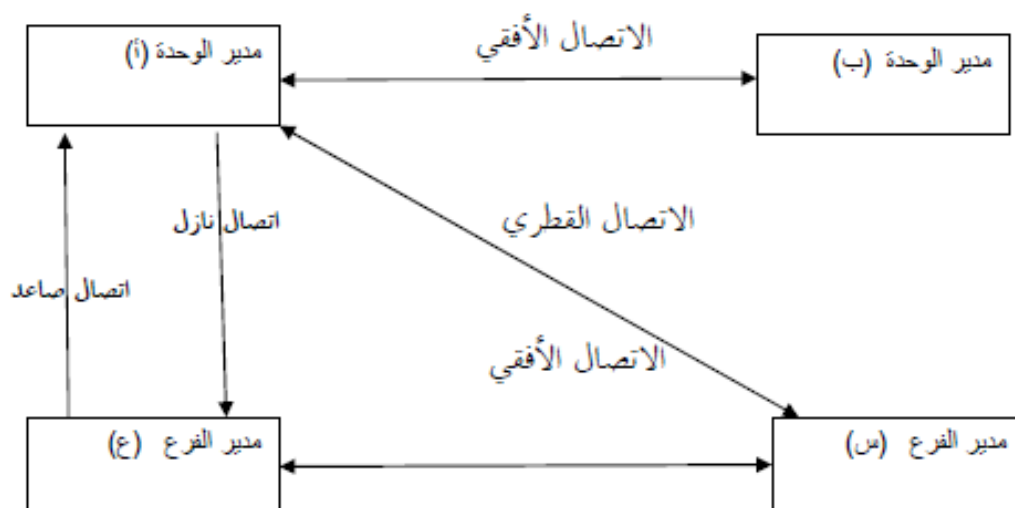 الاتصال الأفقي
مدير الوحدة (أ)
مدير الوحدة (ب)
الاتصال القطري
اتصال نازل
اتصال صاعد
الاتصال الأفقي
مدير الفرع (ع)
مدير الفرع (س)